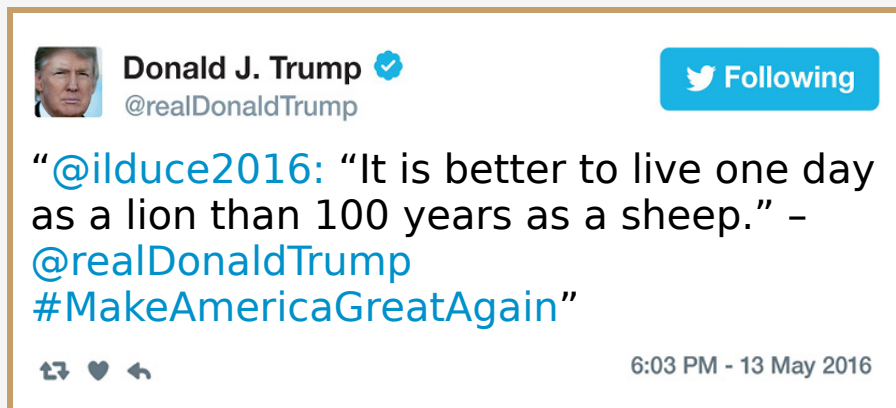 Donald J. Trump
@realDonaldTrump
Following
“@ilduce2016: “It is better to live one day
as a lion than 100 years as a sheep.” –
@realDonaldTrump
#MakeAmericaGreatAgain”
6:03 PM - 13 May 2016